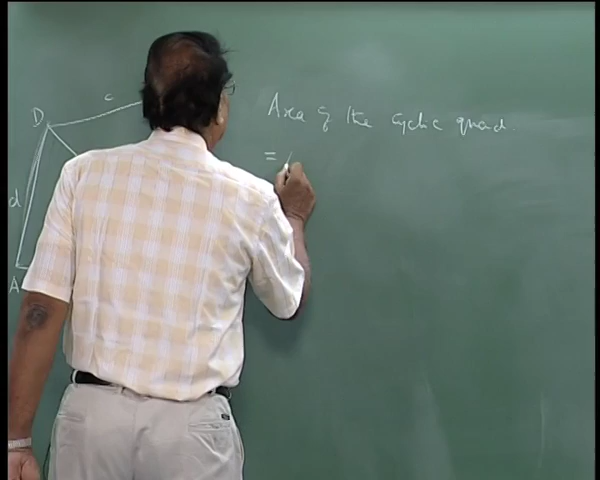 D
c
d
A
Area of the cyclic quad.
=